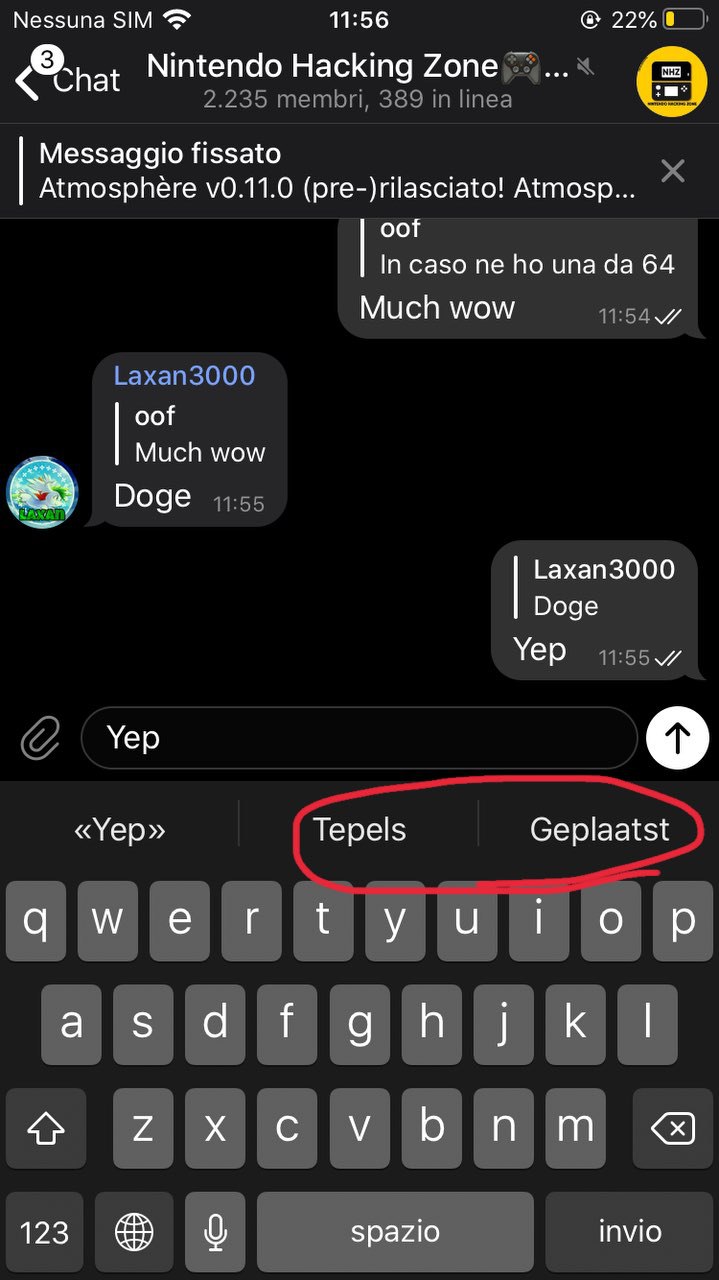 Nessuna SIM 11:56 22%
3
Chat
Nintendo Hacking Zone🎮...
2.235 membri, 389 in linea
NHZ
NINTENDO HACKING ZONE
Messaggio fissato
Atmosphère v0.11.0 (pre-)rilasciato! Atmosp...
oof
In caso ne ho una da 64
Much wow
11:54
Laxan3000
oof
Much wow
Doge
11:55
LAXAN
Laxan3000
Doge
Yep
11:55
Yep
«Yep» Tepels Geplaatst
q w e r t y u i o p
a s d f g h j k l
z x c v b n m
123 spazio invio